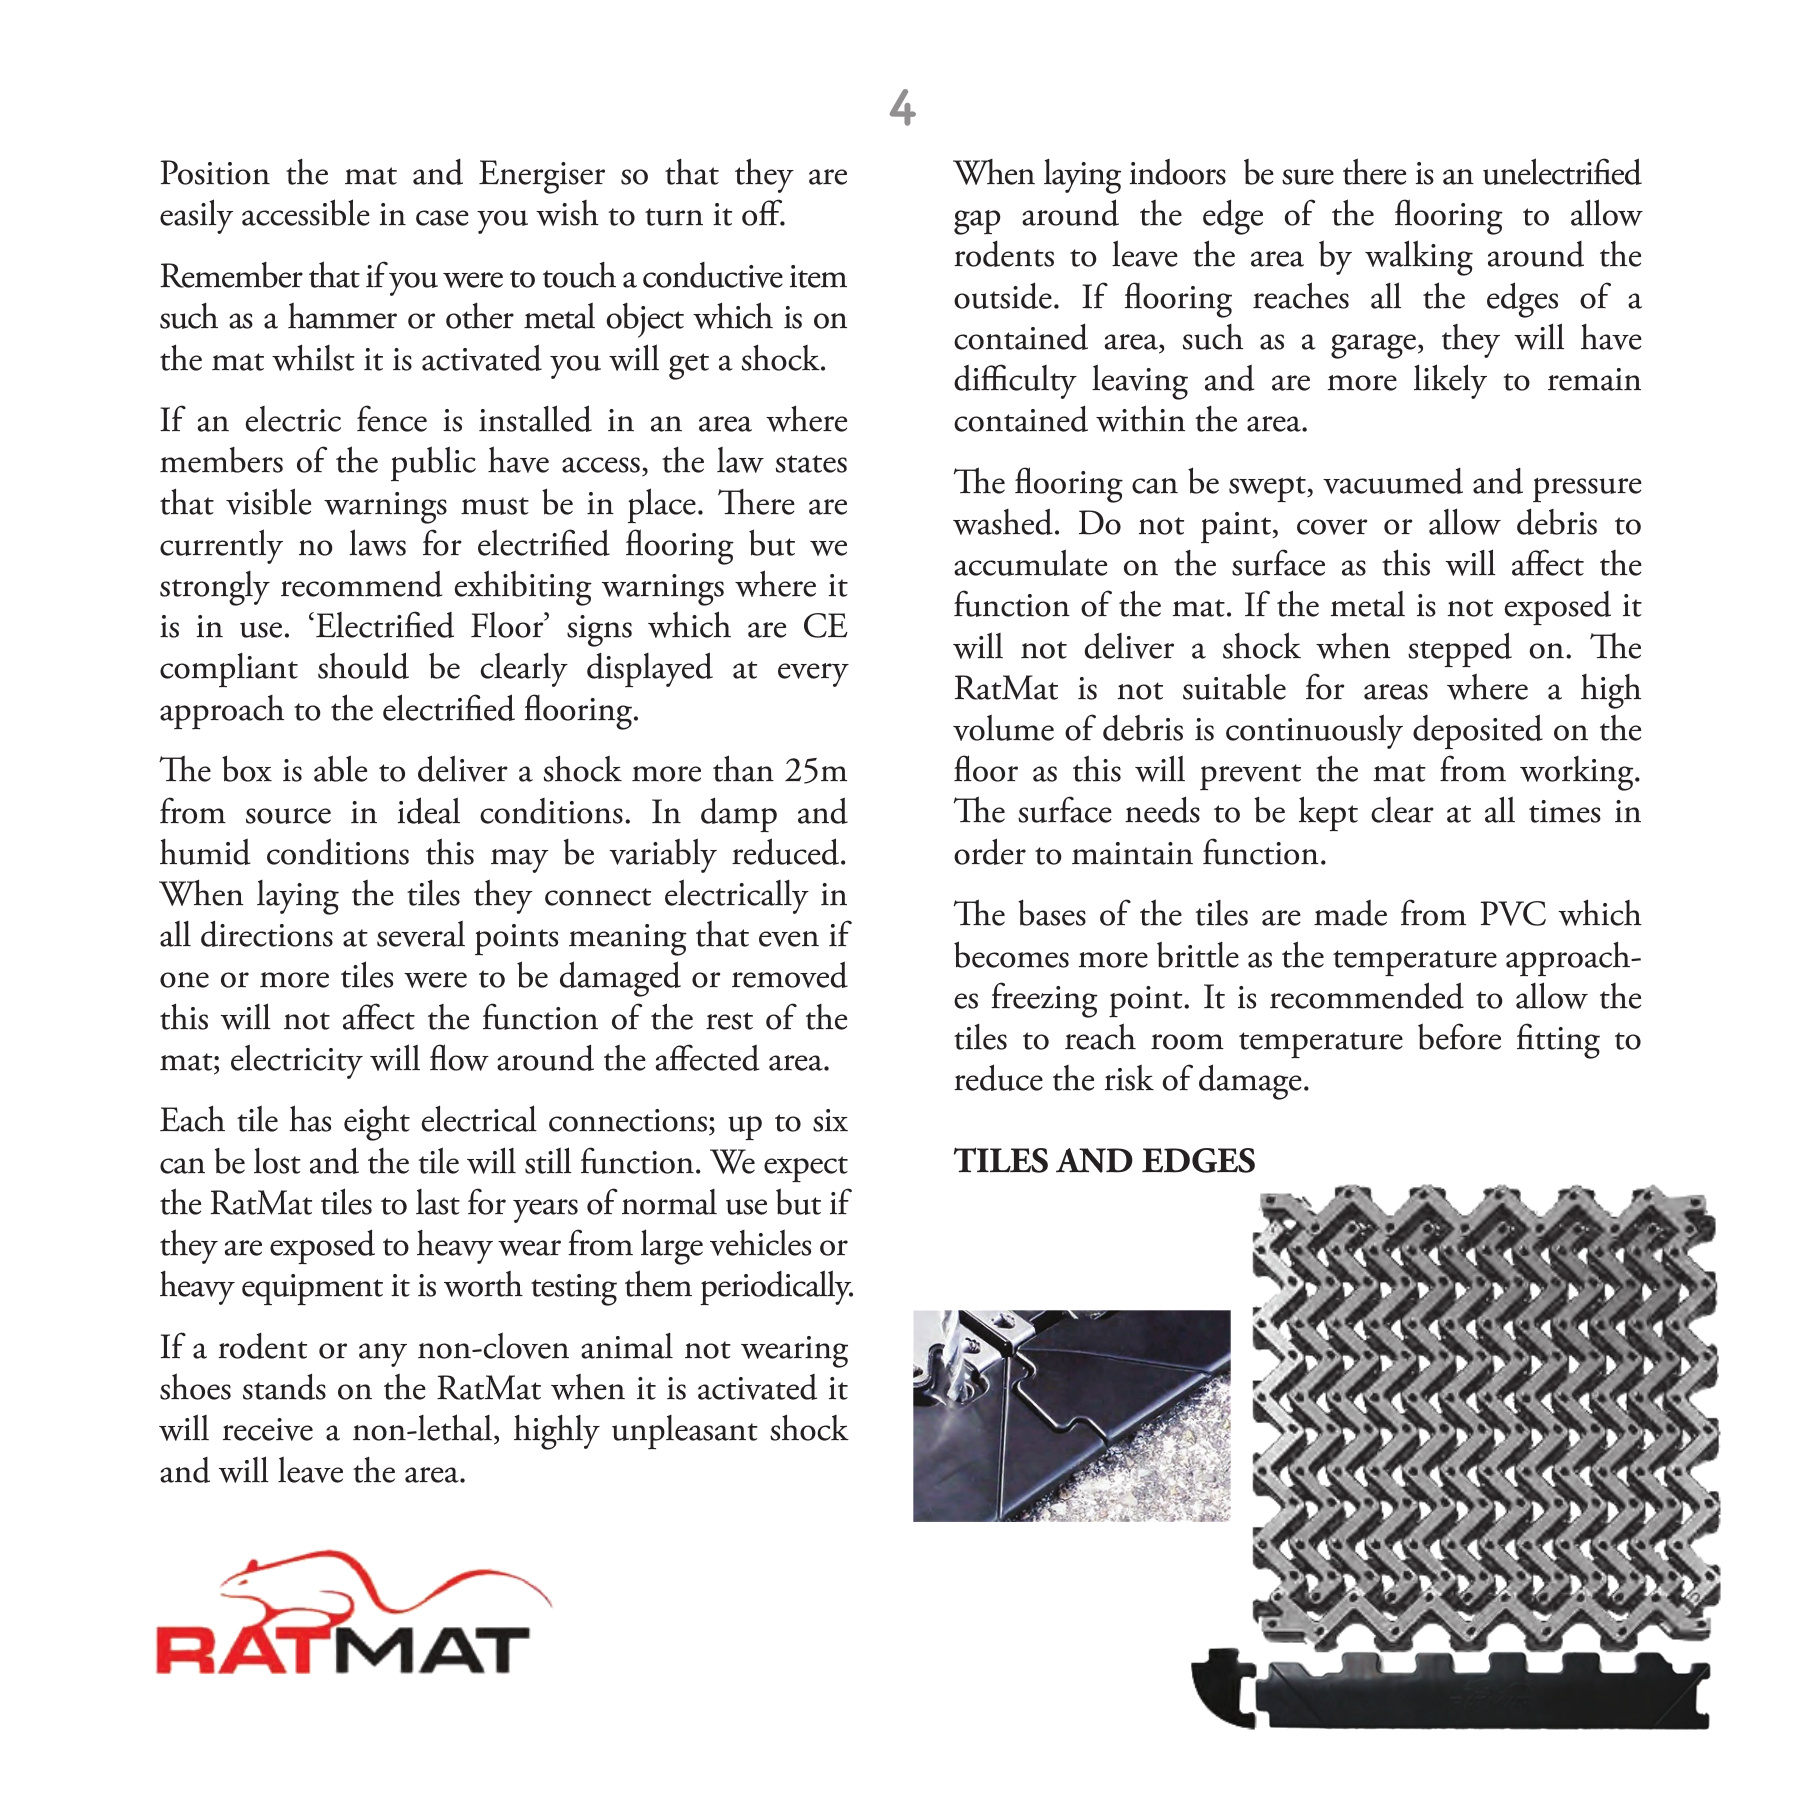 4
Position the mat and Energiser so that they are
easily accessible in case you wish to turn it off.
Remember that if you were to touch a conductive item
such as a hammer or other metal object which is on
the mat whilst it is activated you will get a shock.
If an electric fence is installed in an area where
members of the public have access, the law states
that visible warnings must be in place. There are
currently no laws for electrified flooring but we
strongly recommend exhibiting warnings where it
is in use. ‘Electrified Floor’ signs which are CE
compliant should be clearly displayed at every
approach to the electrified flooring.
The box is able to deliver a shock more than 25m
from source in ideal conditions. In damp and
humid conditions this may be variably reduced.
When laying the tiles they connect electrically in
all directions at several points meaning that even if
one or more tiles were to be damaged or removed
this will not affect the function of the rest of the
mat; electricity will flow around the affected area.
Each tile has eight electrical connections; up to six
can be lost and the tile will still function. We expect
the RatMat tiles to last for years of normal use but if
they are exposed to heavy wear from large vehicles or
heavy equipment it is worth testing them periodically.
If a rodent or any non-cloven animal not wearing
shoes stands on the RatMat when it is activated it
will receive a non-lethal, highly unpleasant shock
and will leave the area.
RATMAT
When laying indoors be sure there is an unelectrified
gap around the edge of the flooring to allow
rodents to leave the area by walking around the
outside. If flooring reaches all the edges of a
contained area, such as a garage, they will have
difficulty leaving and are more likely to remain
contained within the area.
The flooring can be swept, vacuumed and pressure
washed. Do not paint, cover or allow debris to
accumulate on the surface as this will affect the
function of the mat. If the metal is not exposed it
will not deliver a shock when stepped on. The
RatMat is not suitable for areas where a high
volume of debris is continuously deposited on the
floor as this will prevent the mat from working.
The surface needs to be kept clear at all times in
order to maintain function.
The bases of the tiles are made from PVC which
becomes more brittle as the temperature approach-
es freezing point. It is recommended to allow the
tiles to reach room temperature before fitting to
reduce the risk of damage.
TILES AND EDGES